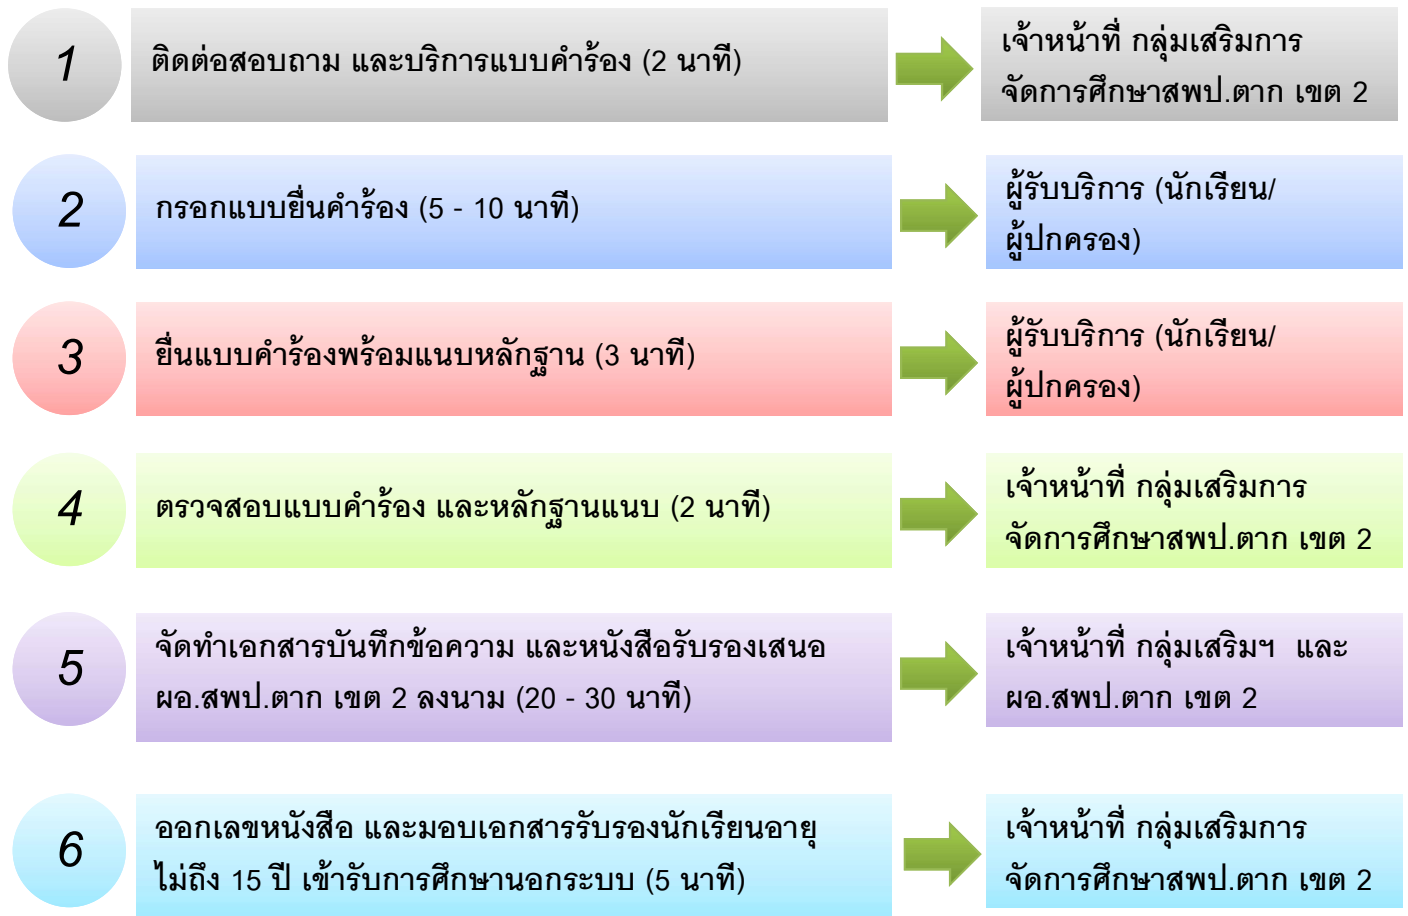 1
ติดต่อสอบถาม และบริการแบบคำร้อง (2 นาที)
เจ้าหน้าที่ กลุ่มเสริมการ
จัดการศึกษาสพป.ตาก เขต 2
2
กรอกแบบยื่นคำร้อง (5 - 10 นาที)
ผู้รับบริการ (นักเรียน/
ผู้ปกครอง)
3
ยื่นแบบคำร้องพร้อมแนบหลักฐาน (3 นาที)
ผู้รับบริการ (นักเรียน/
ผู้ปกครอง)
4
ตรวจสอบแบบคำร้อง และหลักฐานแนบ (2 นาที)
เจ้าหน้าที่ กลุ่มเสริมการ
จัดการศึกษาสพป.ตาก เขต 2
5
จัดทำเอกสารบันทึกข้อความ และหนังสือรับรองเสนอ
ผอ.สพป.ตาก เขต 2 ลงนาม (20 - 30 นาที)
เจ้าหน้าที่ กลุ่มเสริมฯ และ
ผอ.สพป.ตาก เขต 2
6
ออกเลขหนังสือ และมอบเอกสารรับรองนักเรียนอายุ
ไม่ถึง 15 ปี เข้ารับการศึกษานอกระบบ (5 นาที)
เจ้าหน้าที่ กลุ่มเสริมการ
จัดการศึกษาสพป.ตาก เขต 2